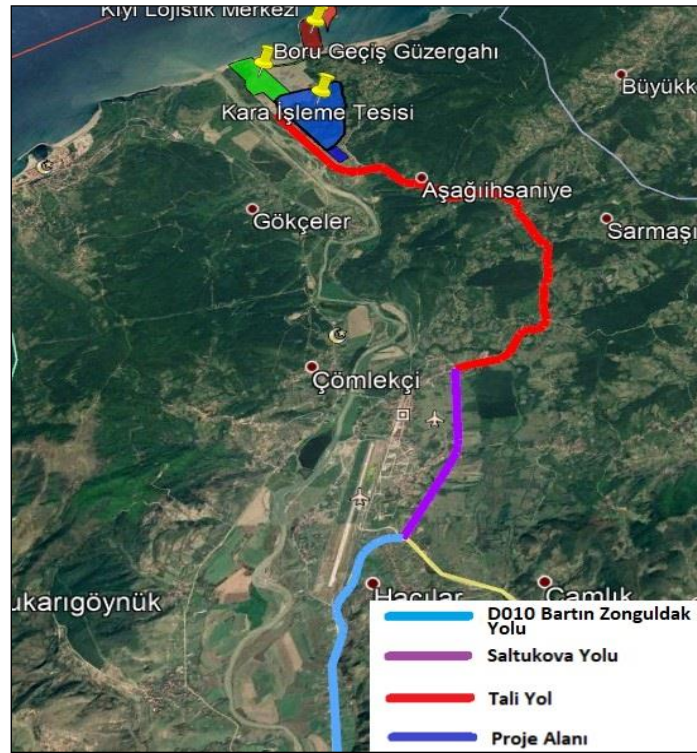 Kıyı Lojistik Merkezi
Boru Geçiş Güzergahı
Büyükk
Kara İşleme Tesisi
Aşağıihsaniye
Gökçeler
Sarmaşı
Çömlekçi
ukarıgöynük
Hacılar
Çamlık
D010 Bartın Zonguldak
Yolu
Saltukova Yolu
Tali Yol
Proje Alanı